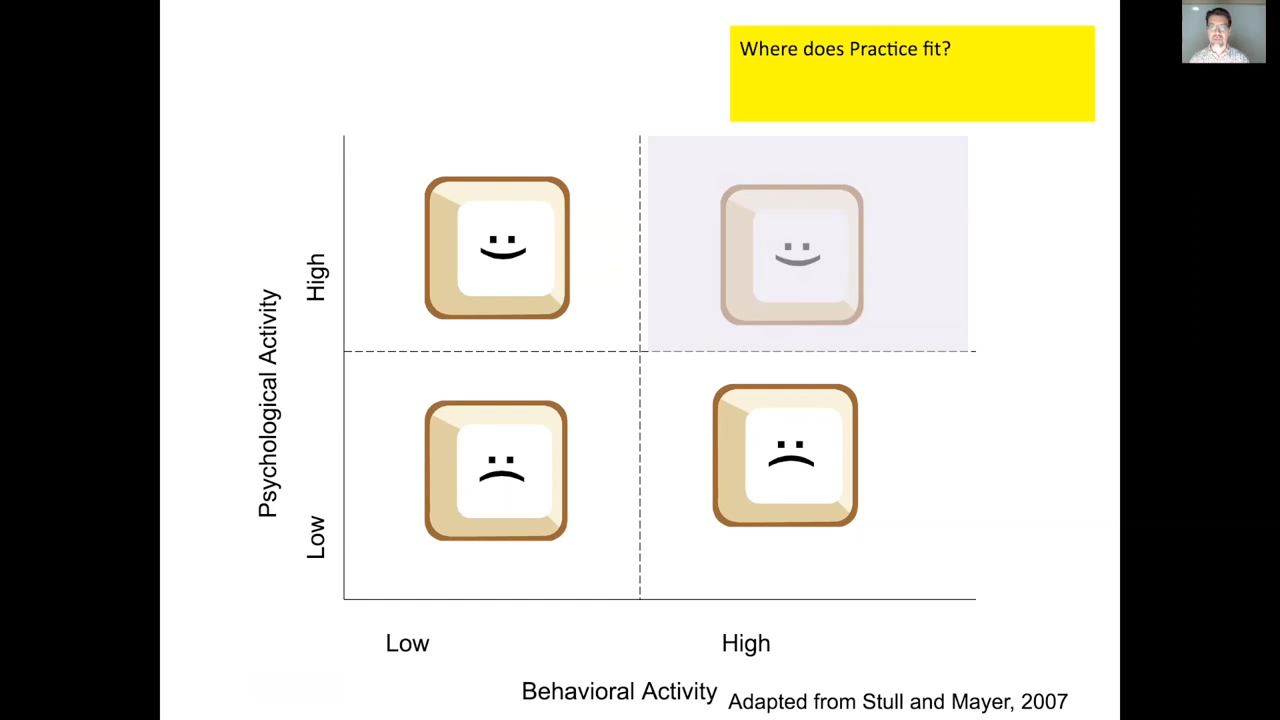 Where does Practice fit?
High
Psychological Activity
Low
Low
High
Behavioral Activity
Adapted from Stull and Mayer, 2007